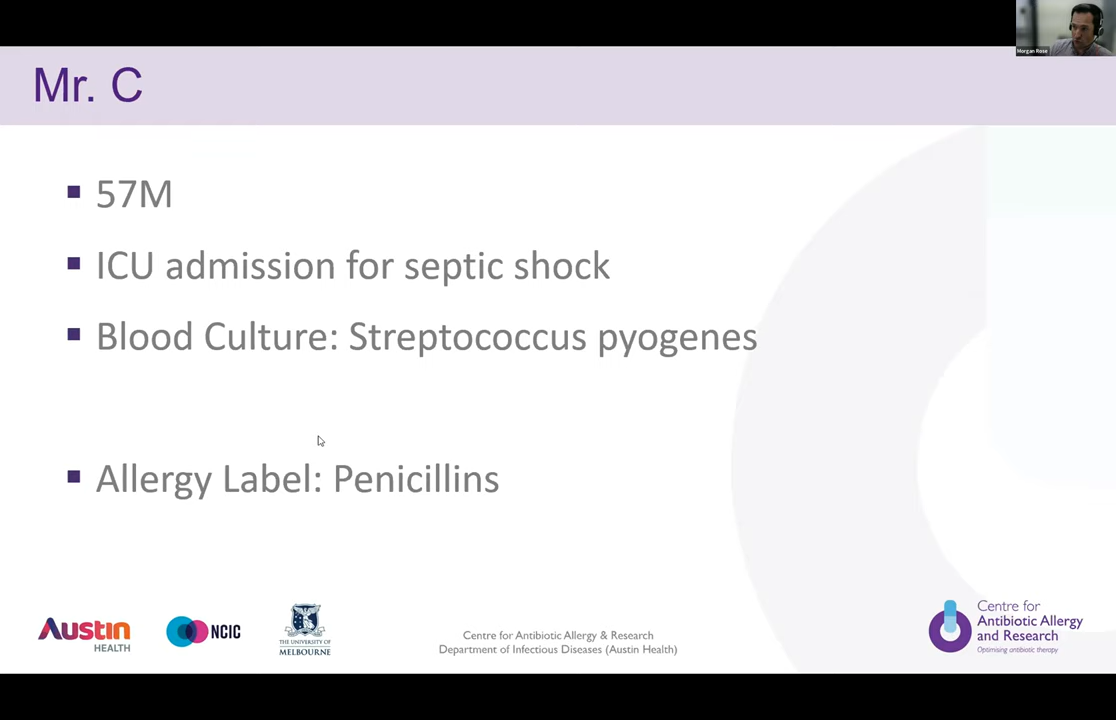 Morgan Rose
Mr. C
57M
ICU admission for septic shock
Blood Culture: Streptococcus pyogenes
Allergy Label: Penicillins
Austin
HEALTH
NCIC
THE UNIVERSITY OF
MELBOURNE
Centre for Antibiotic Allergy & Research
Department of Infectious Diseases (Austin Health)
Centre for
Antibiotic Allergy
and Research
Optimising antibiotic therapy